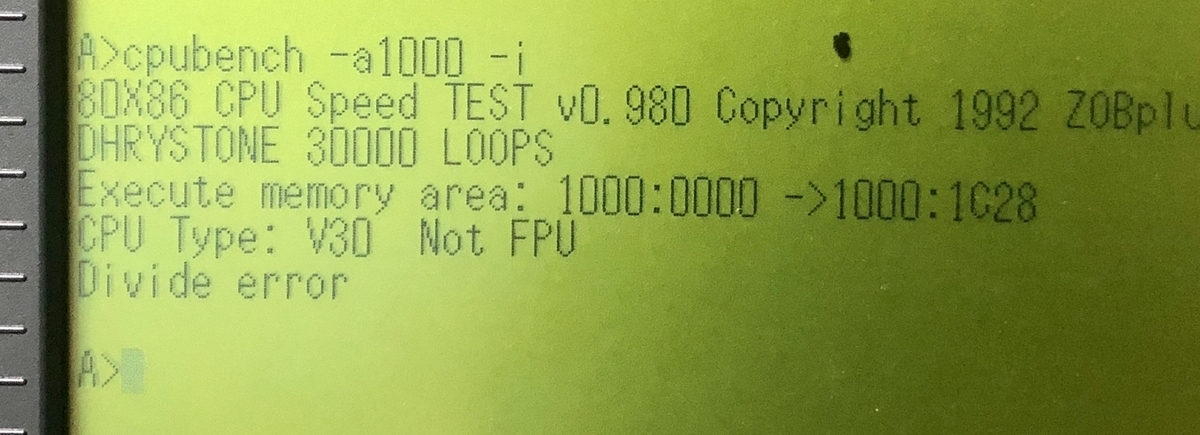 A>cpubench -a1000 -i
80X86 CPU Speed TEST v0.980 Copyright 1992 ZOBplu
DHRYSTONE 30000 LOOPS
Execute memory area: 1000:0000 ->1000:1C28
CPU Type: V30  Not FPU
Divide error
A>